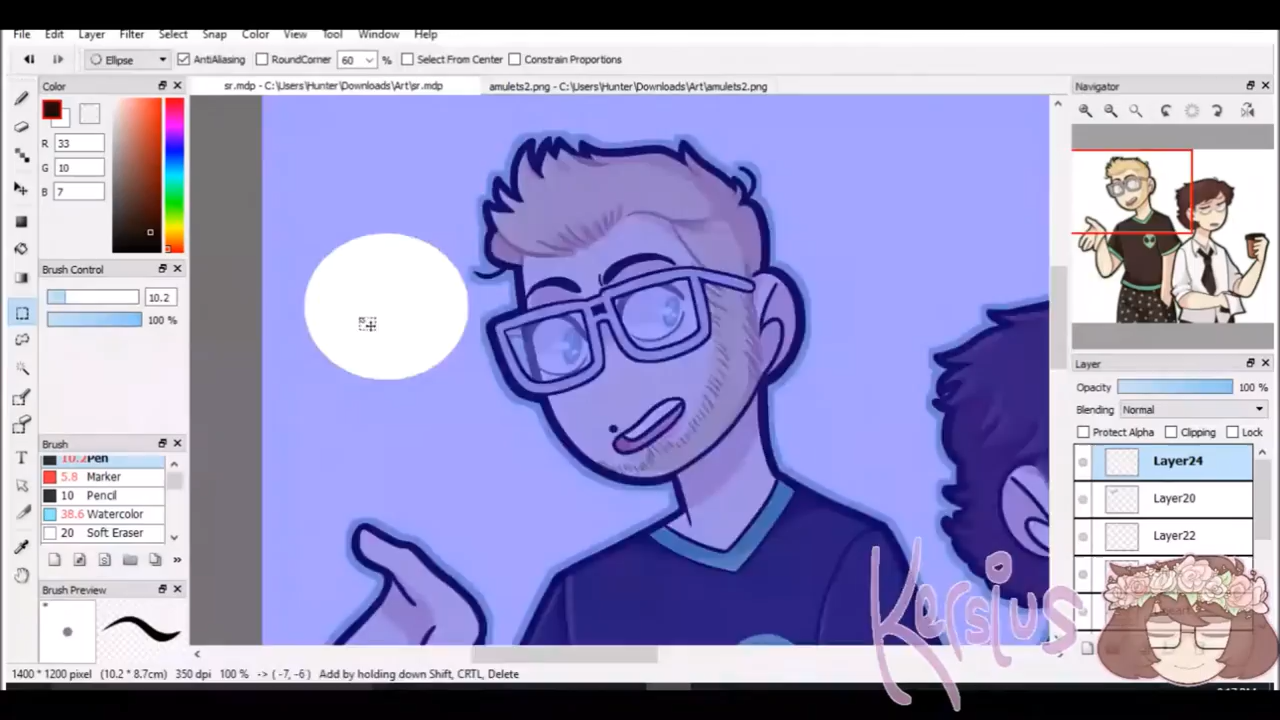 File Edit Layer Filter Select Snap Color View Tool Window Help
Ellipse AntiAliasing RoundCorner 60 % Select From Center Constrain Proportions
Color
sr.mdp - C:\Users\Hunter\Downloads\Art\sr.mdp amulets2.png - C:\Users\Hunter\Downloads\Art\amulets2.png
Navigator
R 33
G 10
B 7
Brush Control
10.2
100 %
Brush
10.2 Pen
5.8 Marker
10 Pencil
38.6 Watercolor
20 Soft Eraser
Brush Preview
Layer
Opacity 100 %
Blending Normal
Protect Alpha Clipping Lock
Layer24
Layer20
Layer22
Kersius
1400 * 1200 pixel (10.2 * 8.7cm) 350 dpi 100 % -> ( -7, -6 ) Add by holding down Shift, CRTL, Delete